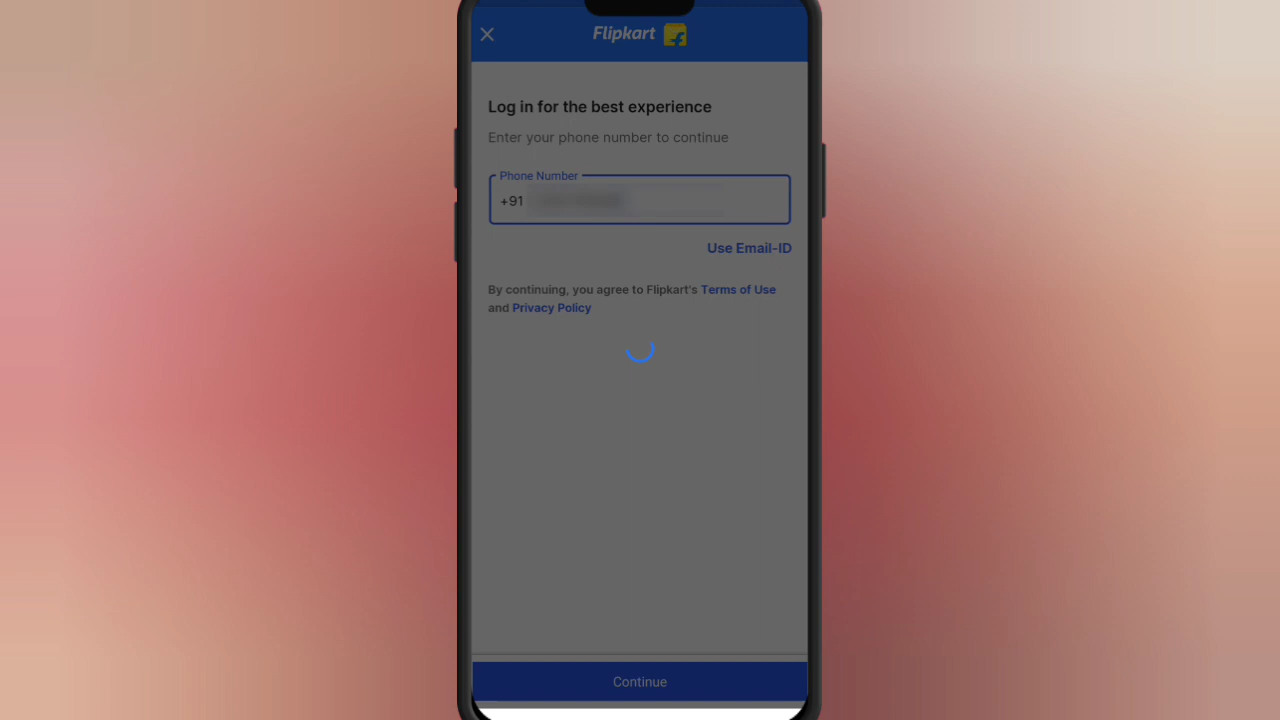 Flipkart
Log in for the best experience
Enter your phone number to continue
Phone Number
+91
Use Email-ID
By continuing, you agree to Flipkart's Terms of Use
and Privacy Policy
Continue